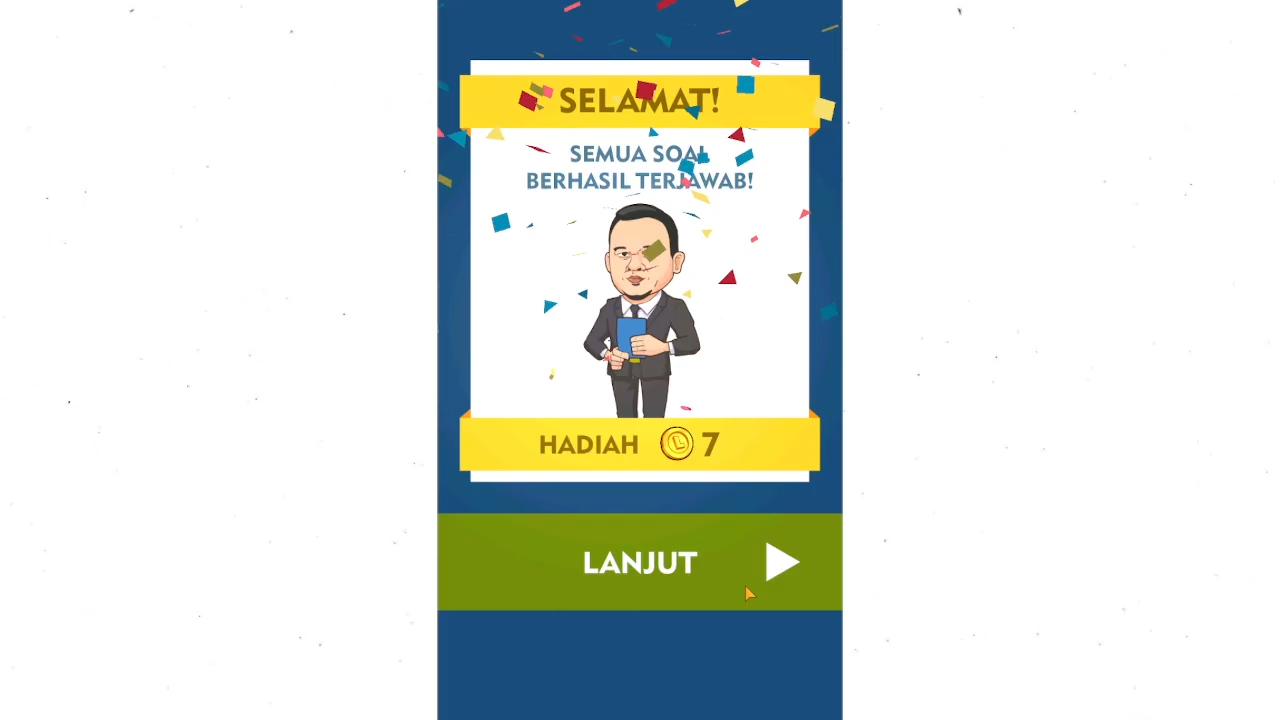 SELAMAT!
SEMUA SOAL
BERHASIL TERJAWAB!
HADIAH L 7
LANJUT